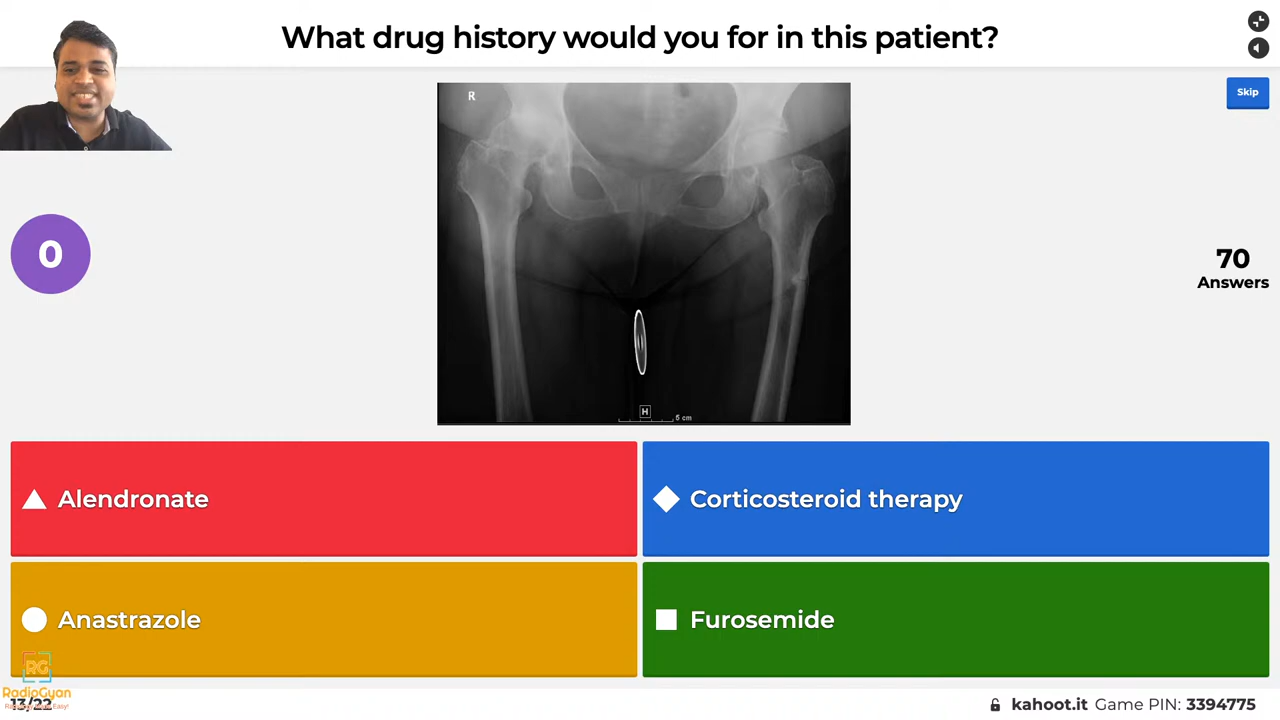 What drug history would you for in this patient?
Skip
R
0
70
Answers
H
5 cm
Alendronate
Corticosteroid therapy
Anastrazole
Furosemide
RG
RadioGyan
13/22
kahoot.it Game PIN: 3394775